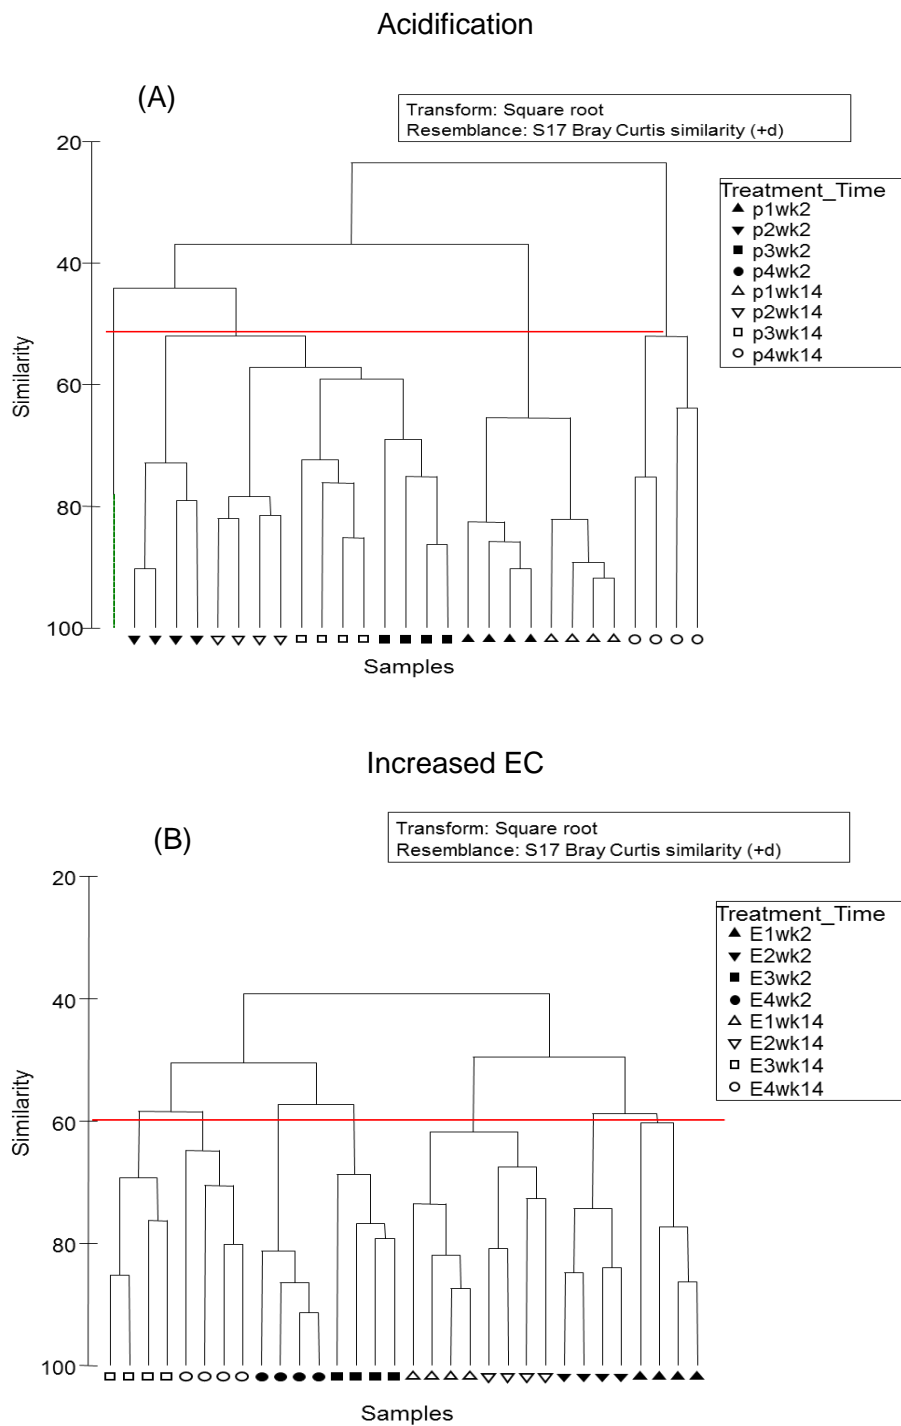 Acidification
(A)
Transform: Square root
Resemblance: S17 Bray Curtis similarity (+d)
20
40
60
80
100
Similarity
Treatment_Time
p1wk2
p2wk2
p3wk2
p4wk2
p1wk14
p2wk14
p3wk14
p4wk14
Samples
Increased EC
(B)
Transform: Square root
Resemblance: S17 Bray Curtis similarity (+d)
20
40
60
80
100
Similarity
Treatment_Time
E1wk2
E2wk2
E3wk2
E4wk2
E1wk14
E2wk14
E3wk14
E4wk14
Samples